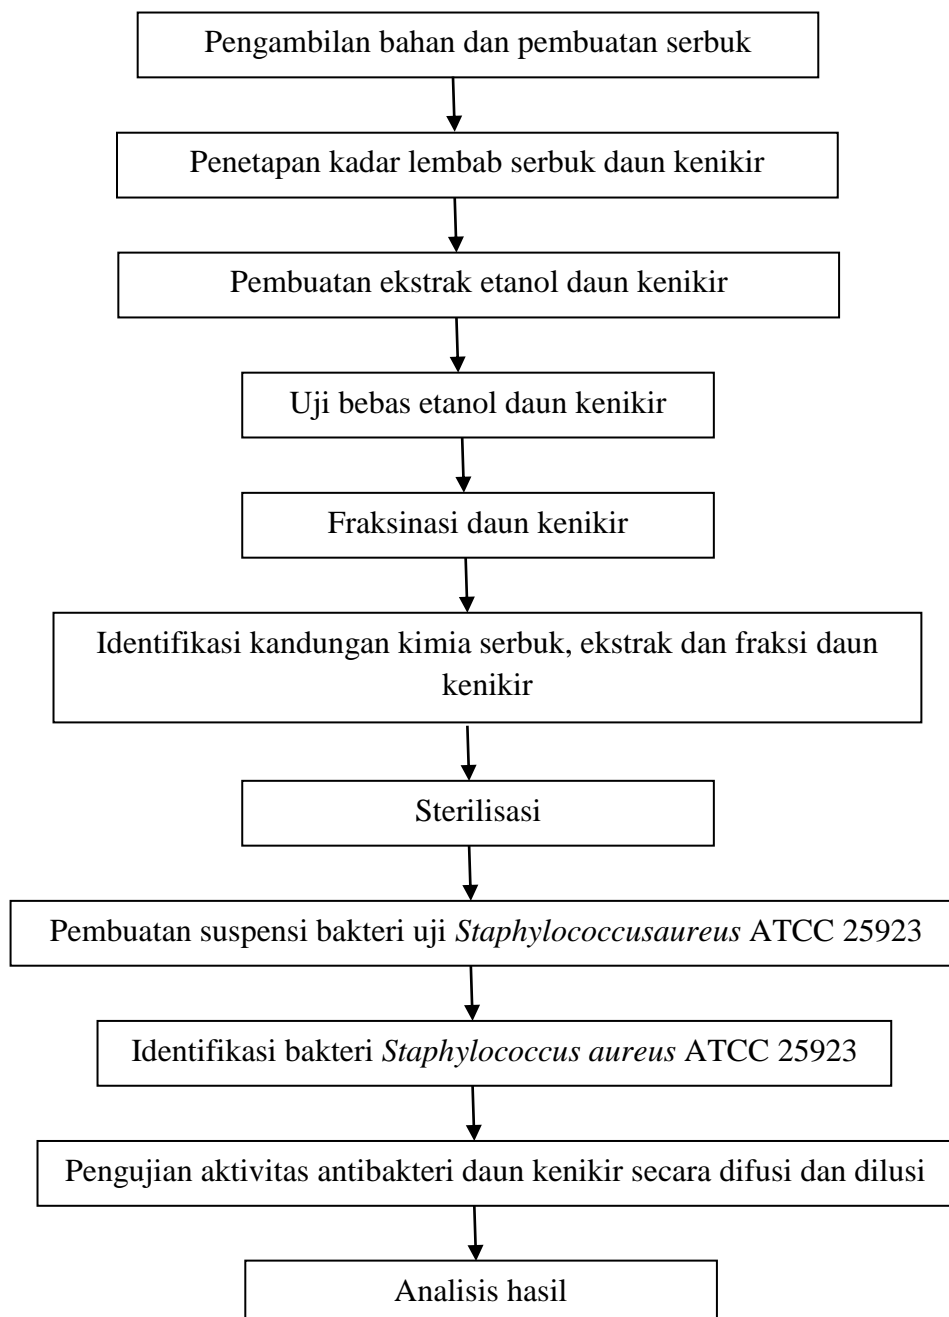 Pengambilan bahan dan pembuatan serbuk
Penetapan kadar lembab serbuk daun kenikir
Pembuatan ekstrak etanol daun kenikir
Uji bebas etanol daun kenikir
Fraksinasi daun kenikir
Identifikasi kandungan kimia serbuk, ekstrak dan fraksi daun
kenikir
Sterilisasi
Pembuatan suspensi bakteri uji Staphylococcusaureus ATCC 25923
Identifikasi bakteri Staphylococcus aureus ATCC 25923
Pengujian aktivitas antibakteri daun kenikir secara difusi dan dilusi
Analisis hasil